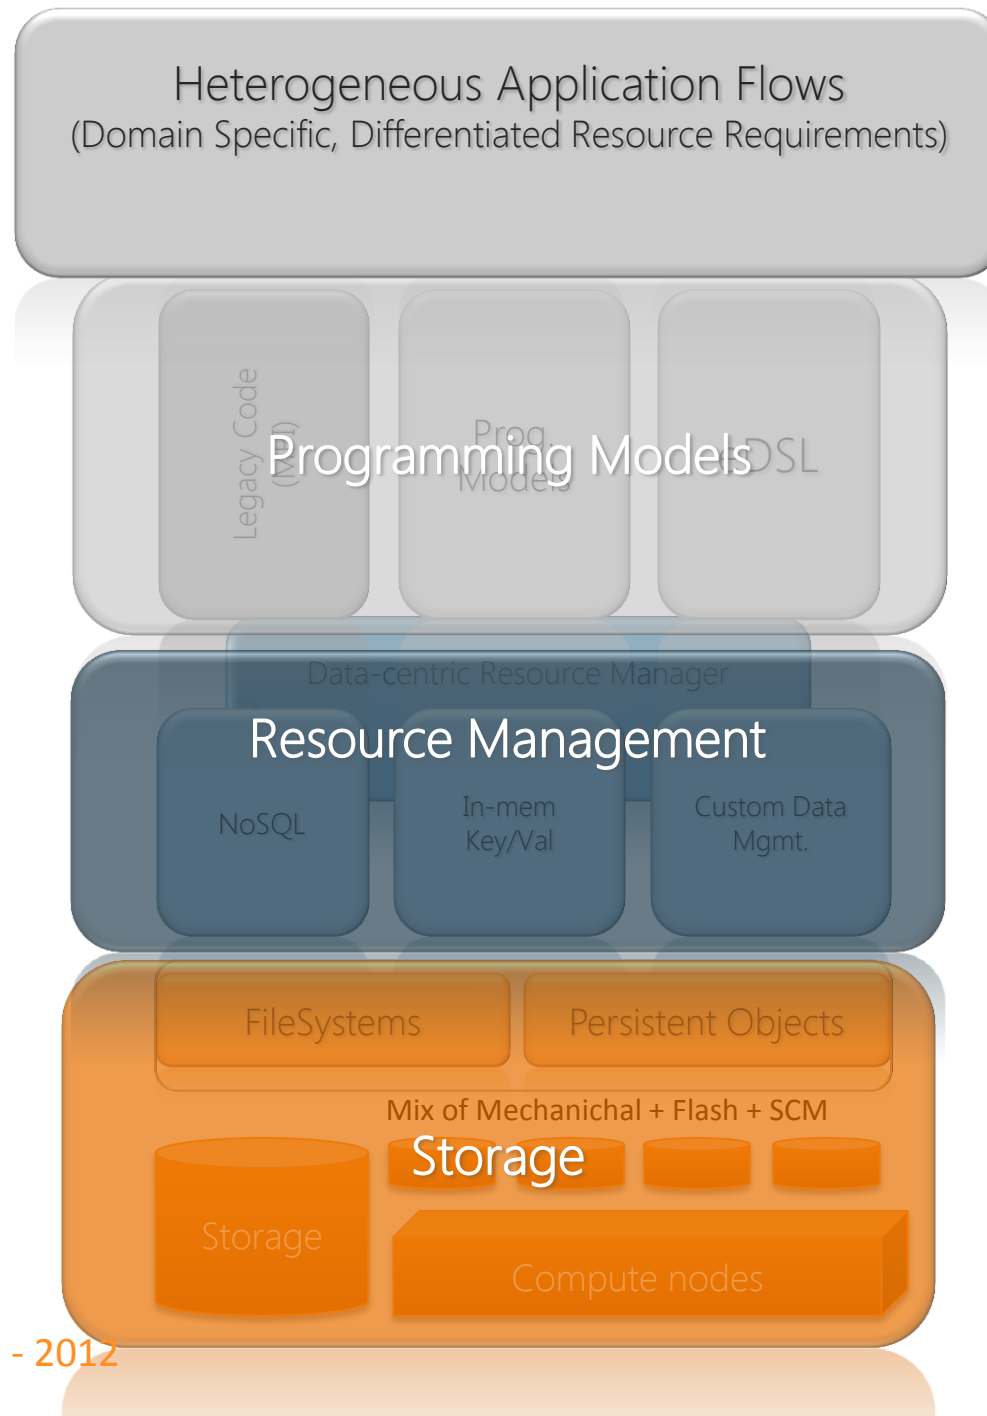 Heterogeneous Application Flows
(Domain Specific, Differentiated Resource Requirements)
Legacy Code
(MPI)
Prog.
Models
eDSL
Programming Models
Data-centric Resource Manager
Resource Management
NoSQL
In-mem
Key/Val
Custom Data
Mgmt.
FileSystems
Persistent Objects
Mix of Mechanichal + Flash + SCM
Storage
Storage
Compute nodes
- 2012